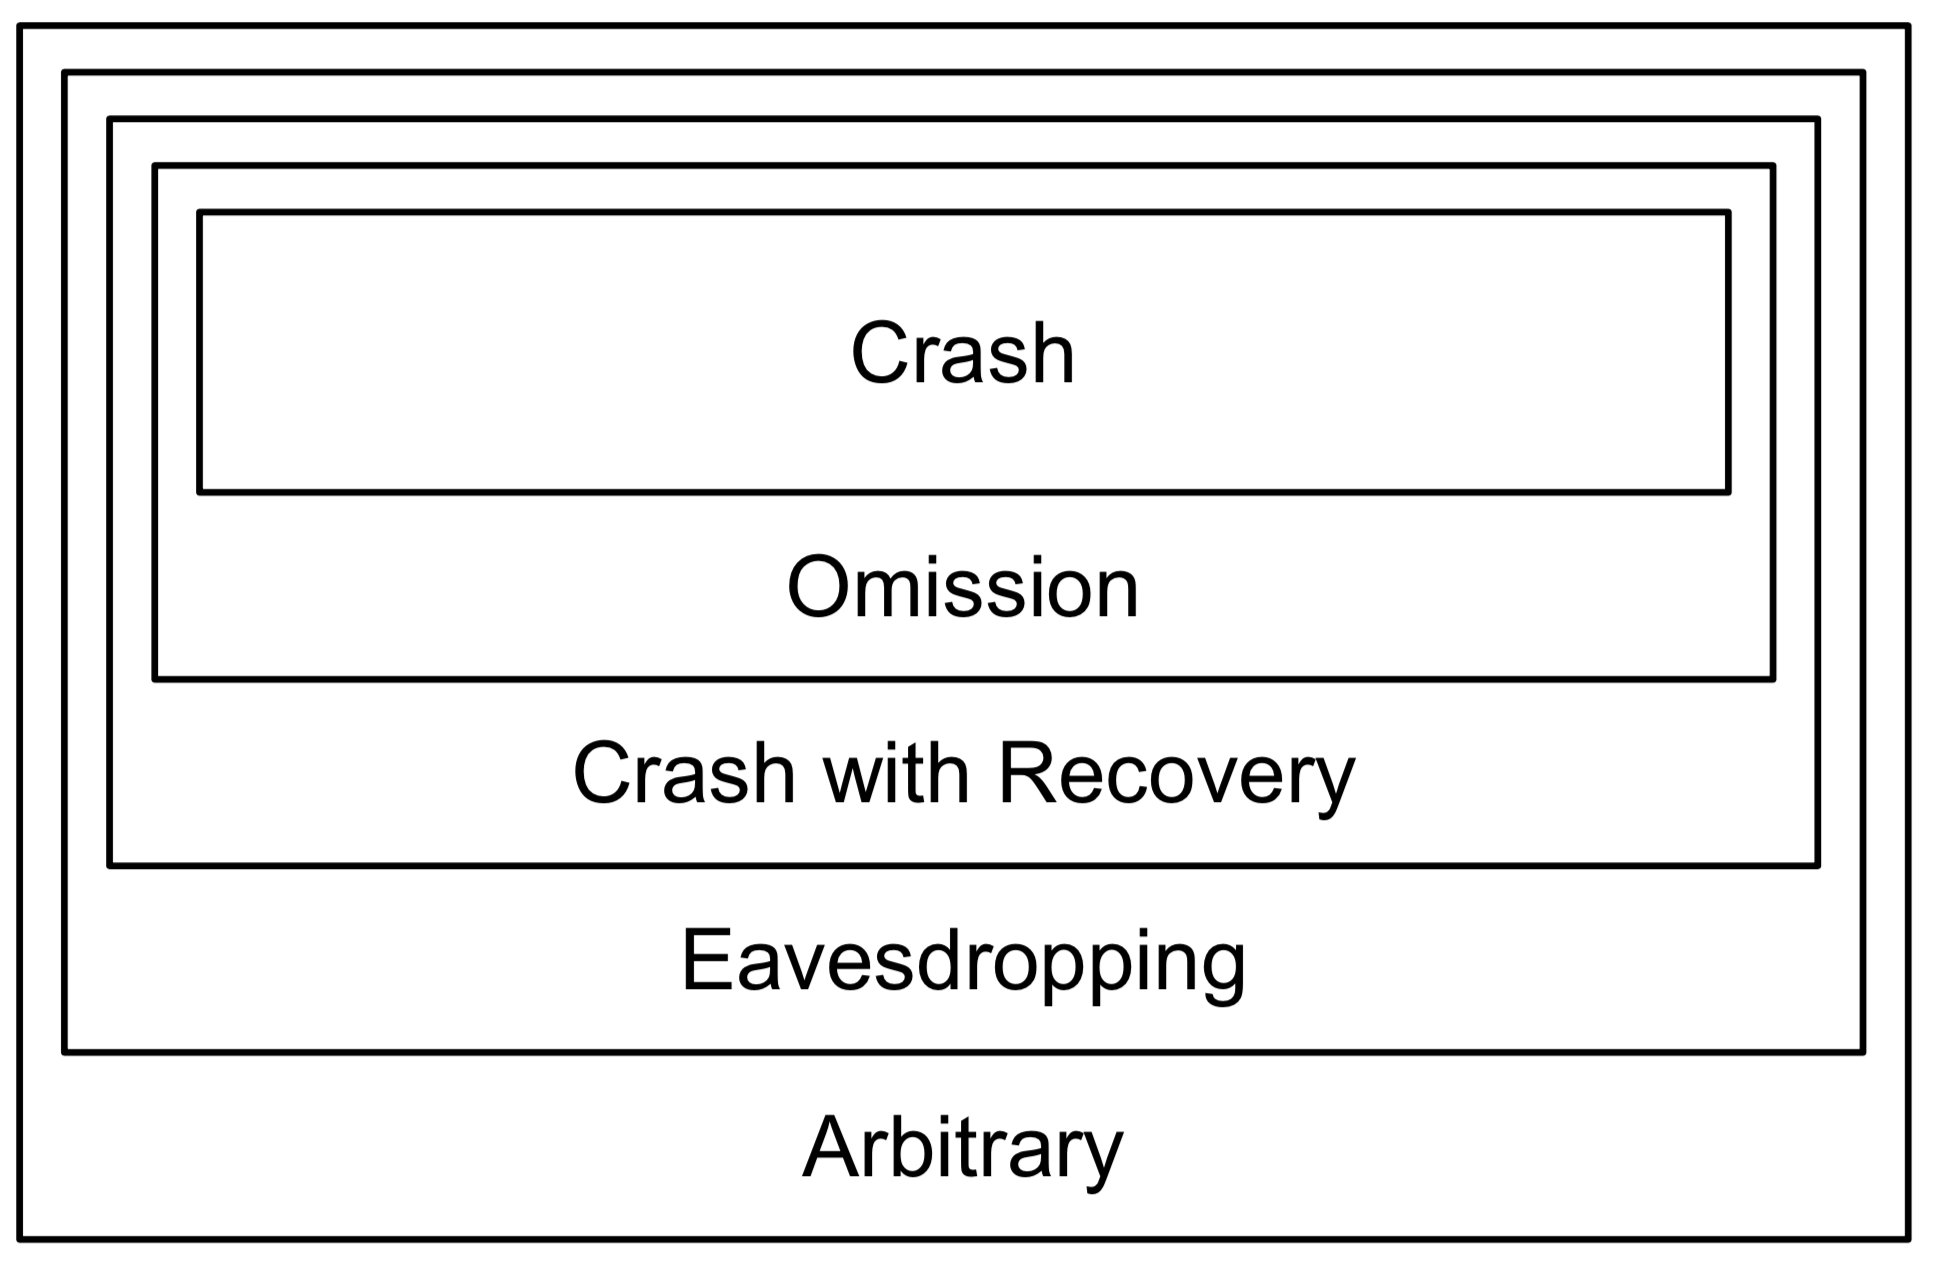 Crash
Omission
Crash with Recovery
Eavesdropping
Arbitrary